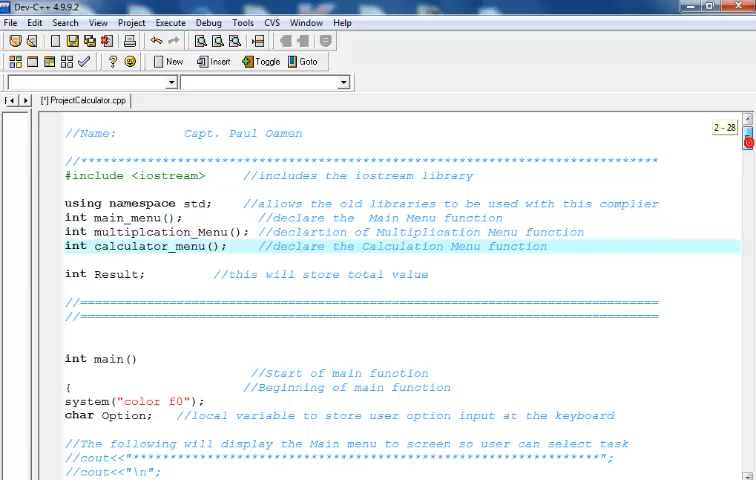 Dev-C++ 4.9.9.2
File Edit Search View Project Execute Debug Tools CVS Window Help
New Insert Toggle Goto
[*] ProjectCalculator.cpp
//Name: Capt. Paul Oamen
2 - 28
//**********************************************************************************
#include <iostream> //includes the iostream library
using namespace std; //allows the old libraries to be used with this complier
int main_menu(); //declare the Main Menu function
int multiplcation_Menu(); //declartion of Multiplication Menu function
int calculator_menu(); //declare the Calculation Menu function
int Result; //this will store total value
//==================================================================================
//==================================================================================
int main()
//Start of main function
{ //Beginning of main function
system("color f0");
char Option; //local variable to store user option input at the keyboard
//The following will display the Main menu to screen so user can select task
//cout<<"****************************************************************";
//cout<<"\n";